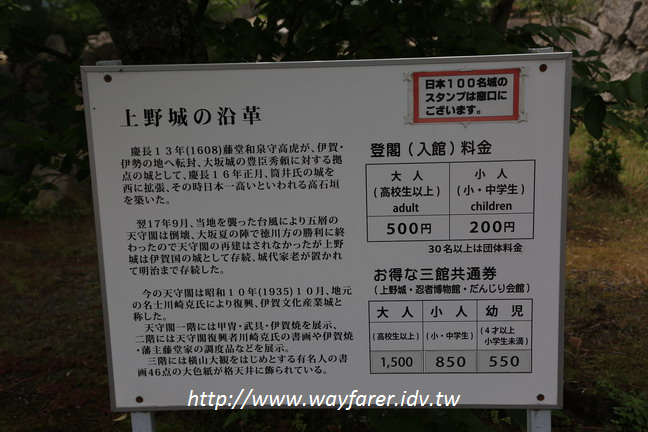 上野城の沿革
慶長１３年(1608)藤堂和泉守高虎が、伊賀・
伊勢の地へ転封、大坂城の豊臣秀頼に対する拠
点の城として、慶長１６年正月、筒井氏の城を
西に拡張、その時日本一高いといわれる高石垣
を築いた。
翌17年9月、当地を襲った台風により五層の
天守閣は倒壊、大坂夏の陣で徳川方の勝利に終
わったので天守閣の再建はされなかったが上野
城は伊賀国の城として存続、城代家老が置かれ
て明治まで存続した。
今の天守閣は昭和１０年(1935)１０月、地元
の名士川崎克氏により復興、伊賀文化産業城と
称した。
天守閣一階には甲冑・武具・伊賀焼を展示、
二階には天守閣復興者川崎克氏の書画や伊賀焼
・藩主藤堂家の調度品などを展示。
三階には横山大観をはじめとする有名人の書
画46点の大色紙が格天井に飾られている。
日本１００名城の
スタンプは窓口に
ございます。
登閣（入館）料金
大人
(高校生以上)
adult
小人
(小・中学生)
children
500円
200円
30名以上は団体料金
お得な三館共通券
(上野城・忍者博物館・だんじり会館)
大人 小人 幼児
(高校生以上) (小・中学生) (４才以上
小学生未満)
1,500 850 550
http://www.wayfarer.idv.tw